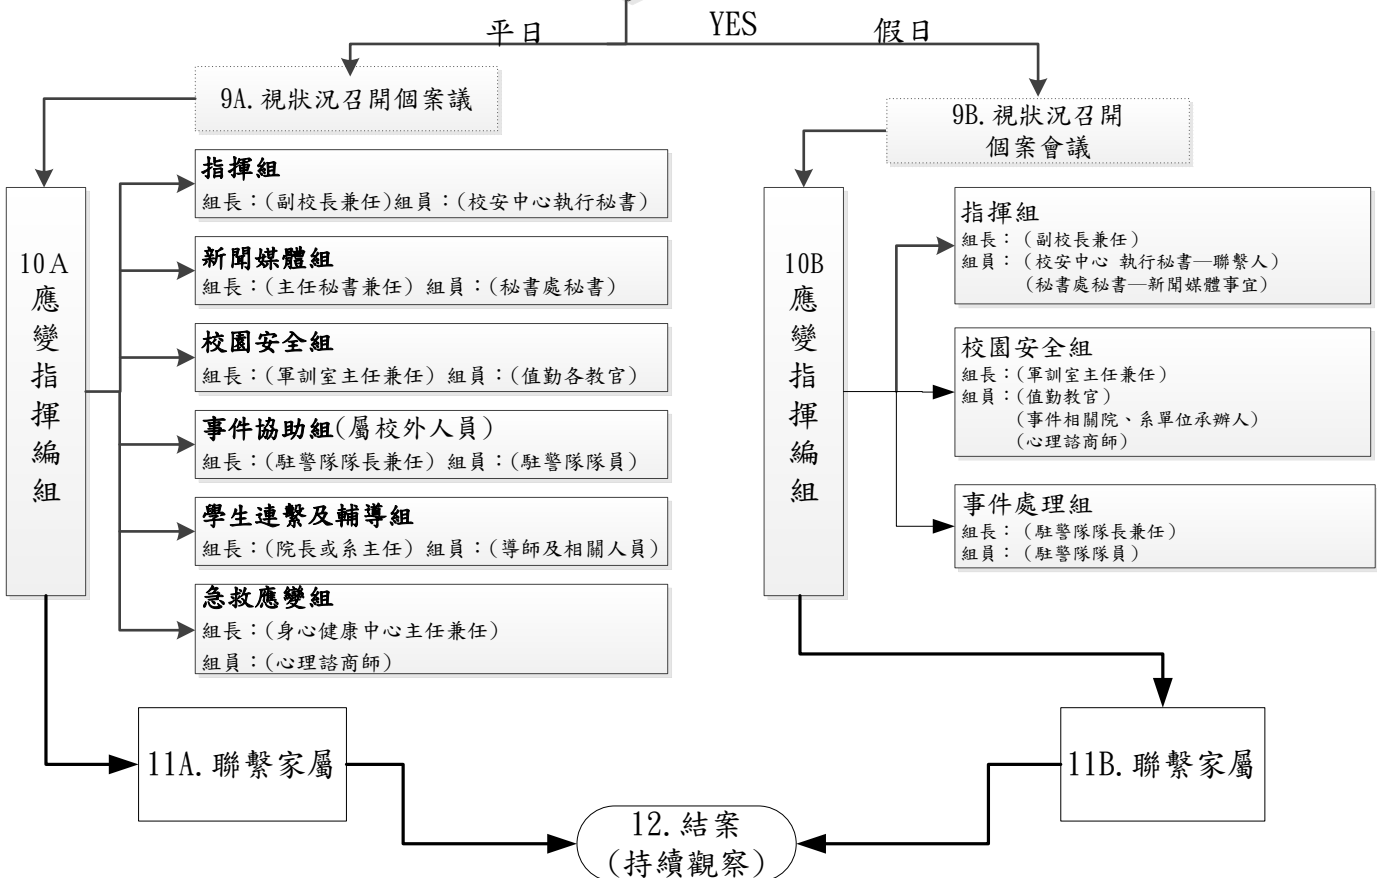 平日 YES 假日
9A.視狀況召開個案議
9B.視狀況召開
個案會議
10A
應
變
指
揮
編
組
指揮組
組長：(副校長兼任)組員：(校安中心執行秘書)
新聞媒體組
組長：(主任秘書兼任) 組員：(秘書處秘書)
校園安全組
組長：(軍訓室主任兼任) 組員：(值勤各教官)
事件協助組(屬校外人員)
組長：(駐警隊隊長兼任) 組員：(駐警隊隊員)
學生連繫及輔導組
組長：(院長或系主任) 組員：(導師及相關人員)
急救應變組
組長：(身心健康中心主任兼任)
組員：(心理諮商師)
10B
應
變
指
揮
編
組
指揮組
組長：（副校長兼任）
組員：（校安中心 執行秘書—聯繫人）
（秘書處秘書—新聞媒體事宜）
校園安全組
組長：(軍訓室主任兼任)
組員：(值勤教官)
(事件相關院、系單位承辦人)
(心理諮商師)
事件處理組
組長：（駐警隊隊長兼任）
組員：（駐警隊隊員）
11A.聯繫家屬
11B.聯繫家屬
12.結案
(持續觀察)